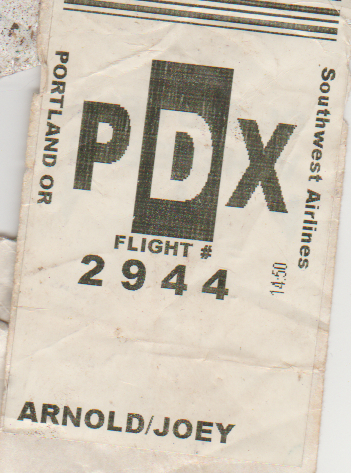 PORTLAND OR
PDX
Southwest Airlines
FLIGHT #
2944
14:50
ARNOLD/JOEY